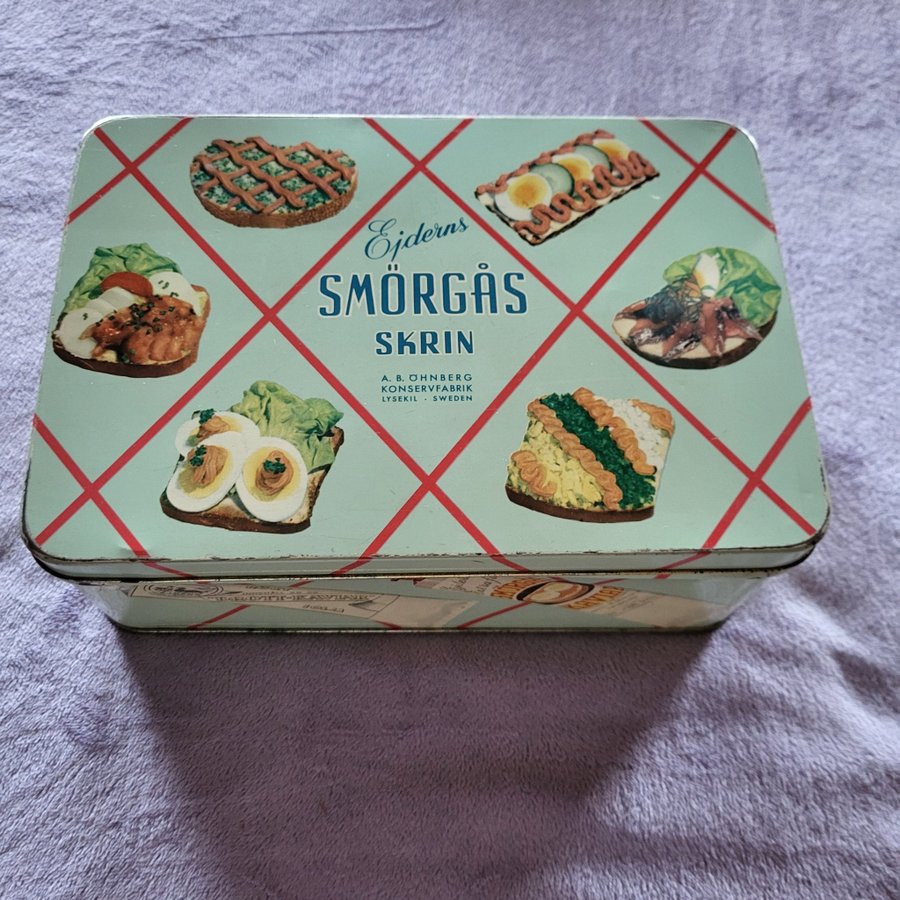 Ejderns
SMÖRGÅS
SKRIN
A. B. ÖHNBERG
KONSERVFABRIK
LYSEKIL · SWEDEN